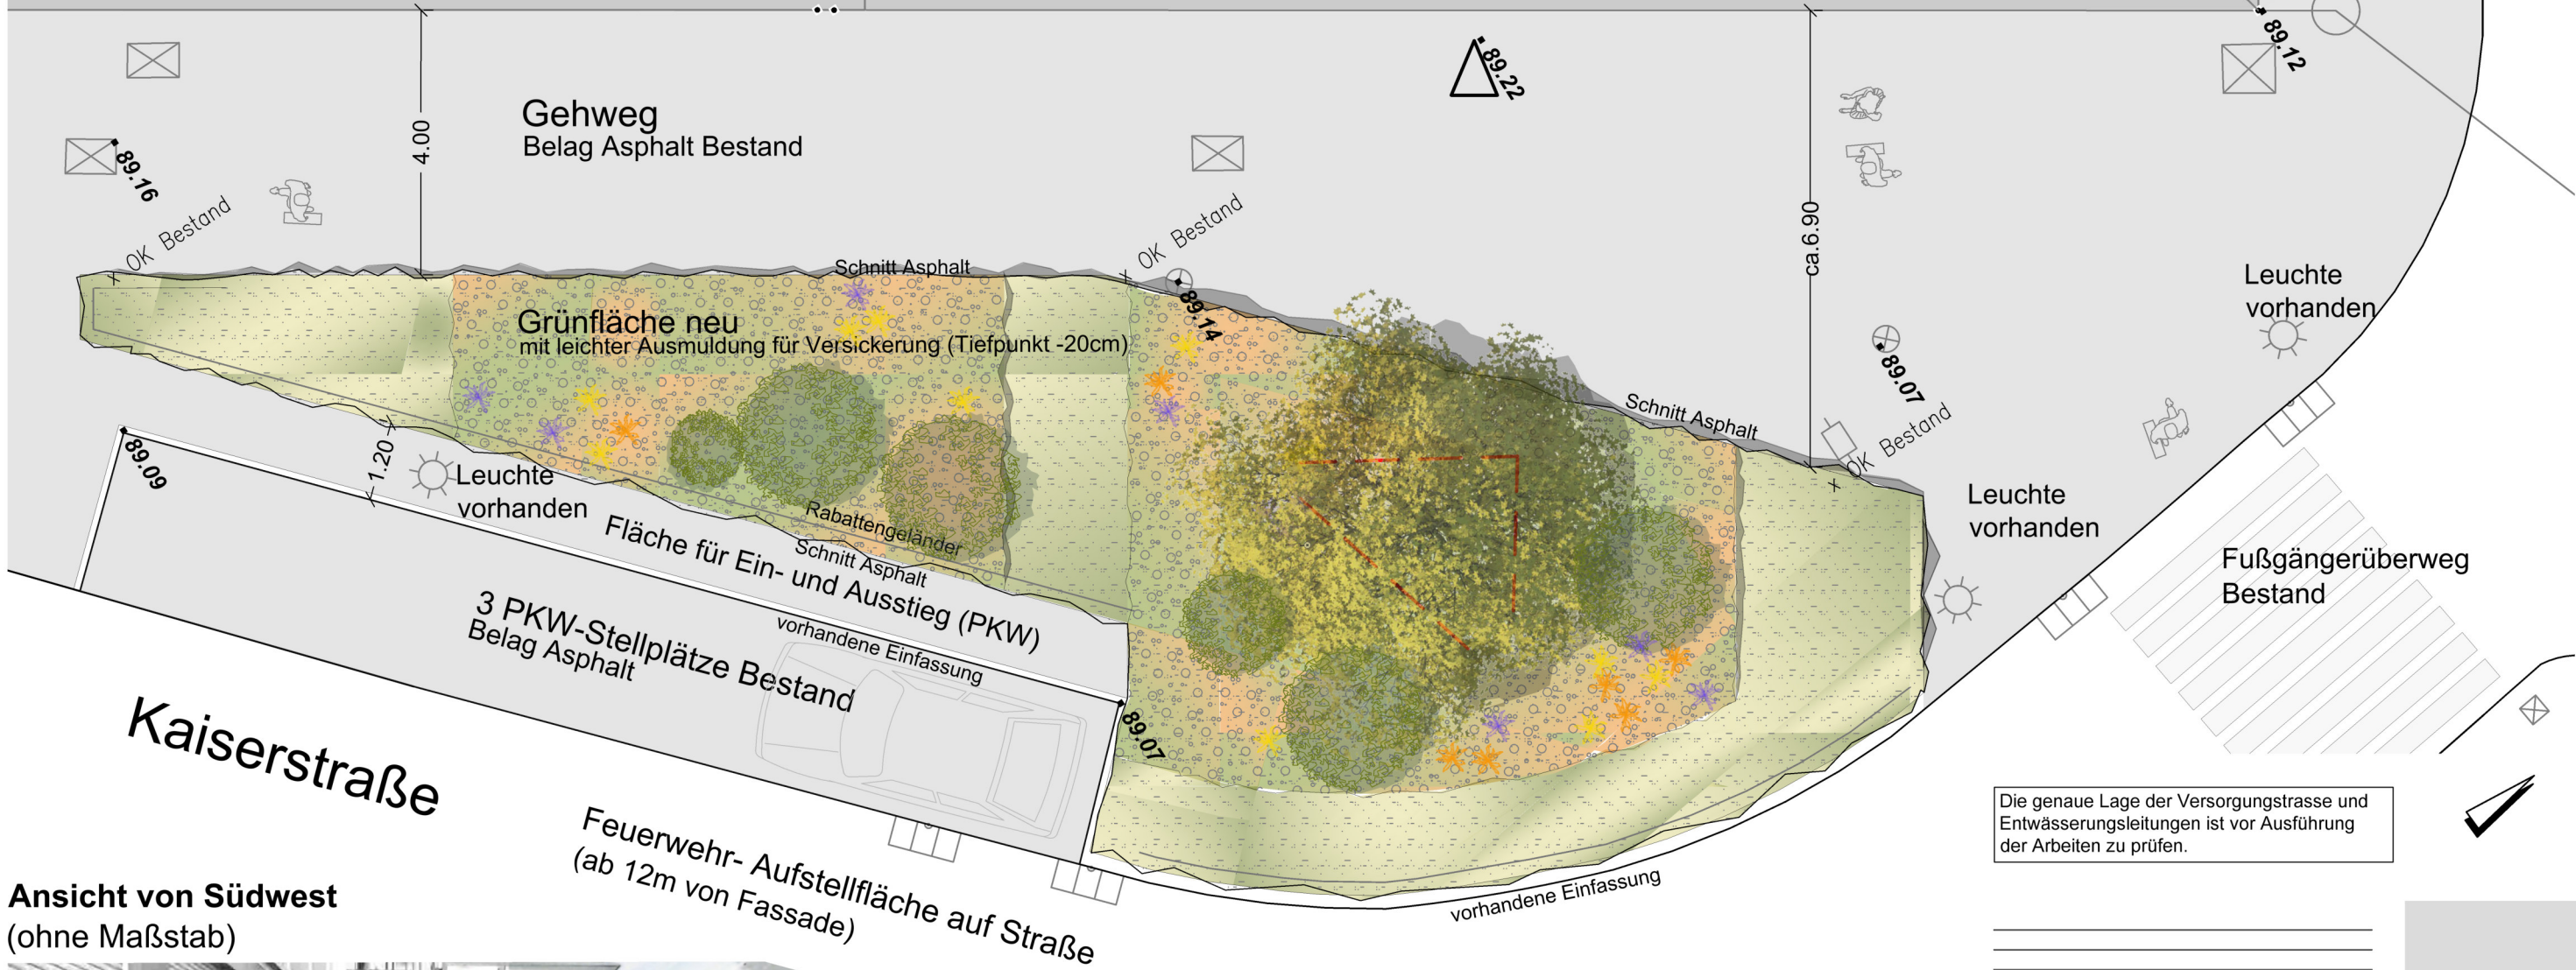 89.12
89.22
4.00
Gehweg
Belag Asphalt Bestand
89.16
OK Bestand
OK Bestand
ca.6.90
Leuchte
vorhanden
Schnitt Asphalt
89.14
Grünfläche neu
mit leichter Ausmuldung für Versickerung (Tiefpunkt -20cm)
89.07
Schnitt Asphalt
OK Bestand
89.09
1.20
Leuchte
vorhanden
Leuchte
vorhanden
Rabattengeländer
Schnitt Asphalt
Fläche für Ein- und Ausstieg (PKW)
Fußgängerüberweg
Bestand
3 PKW-Stellplätze Bestand
Belag Asphalt
vorhandene Einfassung
89.07
Kaiserstraße
Feuerwehr- Aufstellfläche auf Straße
(ab 12m von Fassade)
Die genaue Lage der Versorgungstrasse und
Entwässerungsleitungen ist vor Ausführung
der Arbeiten zu prüfen.
vorhandene Einfassung
Ansicht von Südwest
(ohne Maßstab)